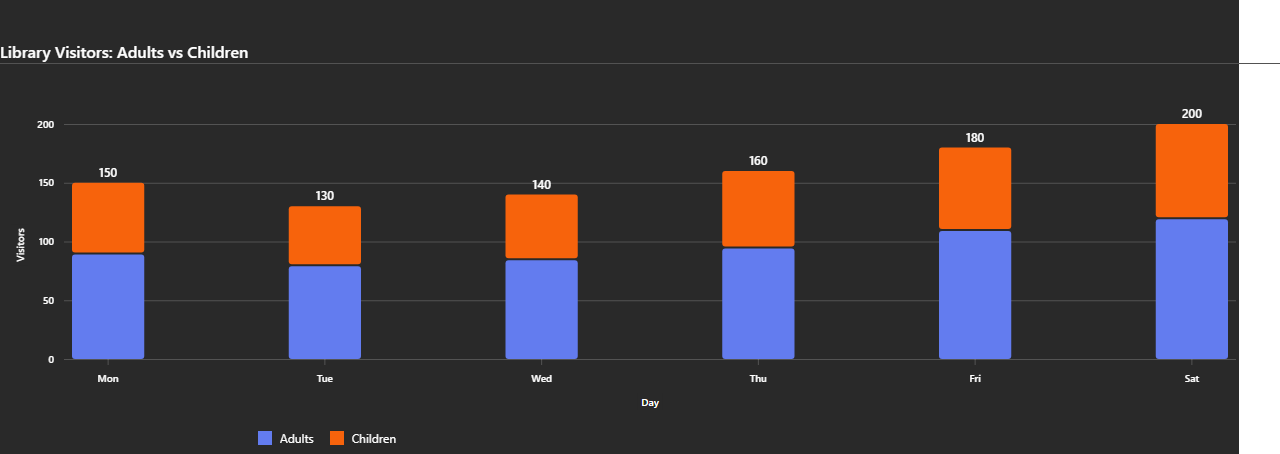 Library Visitors: Adults vs Children
200
150
100
50
0
Visitors
150
130
140
160
180
200
Mon Tue Wed Thu Fri Sat
Day
Adults Children